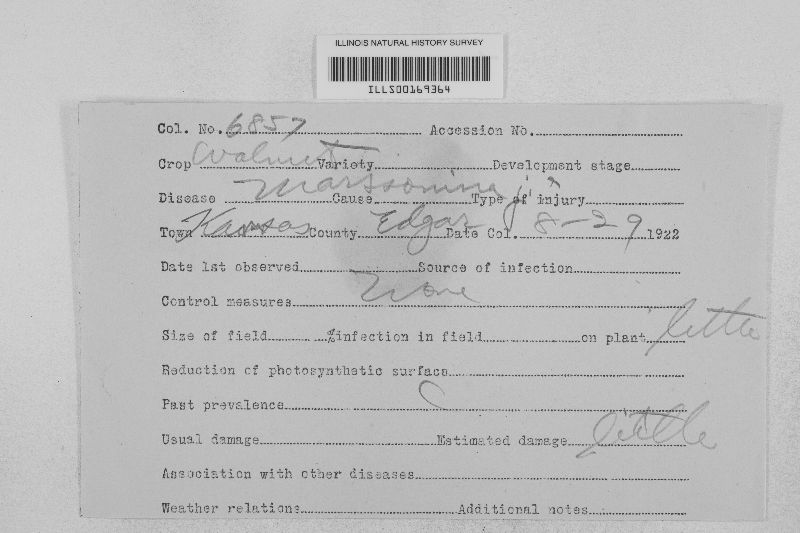 ILLINOIS NATURAL HISTORY SURVEY
ILLS00169364
Col. No. 6857 Accession No.
Crop Walnut Variety Development stage
Disease Marssonina j. Cause Type of injury
Town Kansas County Edgar Date Col. 8-29 1922
Date 1st observed Source of infection
Control measures None
Size of field %infection in field on plant little
Reduction of photosynthetic surface
Past prevalence
Usual damage Estimated damage little
Association with other diseases
Weather relations Additional notes